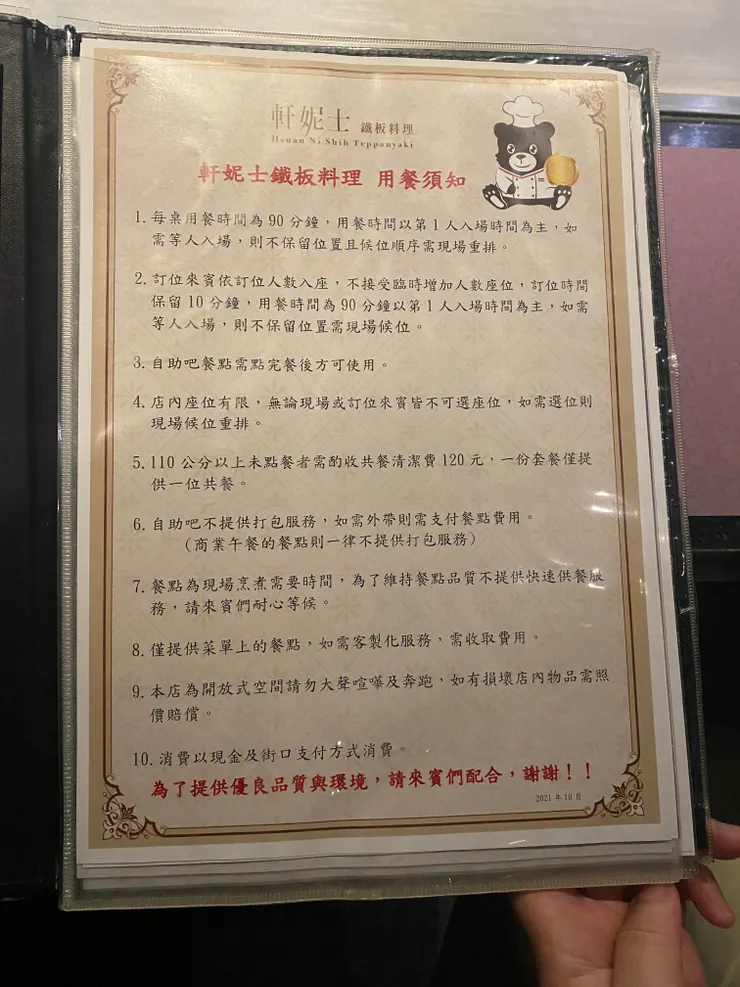 軒妮士 鐵板料理
Hsuan Ni Shih Teppanyaki
軒妮士鐵板料理 用餐須知
1. 每桌用餐時間為 90 分鐘，用餐時間以第 1 人入場時間為主，如
需等人入場，則不保留位置且候位順序需現場重排。
2. 訂位來賓依訂位人數入座，不接受臨時增加人數座位，訂位時間
保留 10 分鐘，用餐時間為 90 分鐘以第 1 人入場時間為主，如需
等人入場，則不保留位置需現場候位。
3. 自助吧餐點需點完餐後方可使用。
4. 店內座位有限，無論現場或訂位來賓皆不可選座位，如需選位則
現場候位重排。
5. 110 公分以上未點餐者需酌收共餐清潔費 120 元，一份套餐僅提
供一位共餐。
6. 自助吧不提供打包服務，如需外帶則需支付餐點費用。
(商業午餐的餐點則一律不提供打包服務)
7. 餐點為現場烹煮需要時間，為了維持餐點品質不提供快速供餐服
務，請來賓們耐心等候。
8. 僅提供菜單上的餐點，如需客製化服務，需收取費用。
9. 本店為開放式空間請勿大聲喧嘩及奔跑，如有損壞店內物品需照
價賠償。
10. 消費以現金及街口支付方式消費。
為了提供優良品質與環境，請來賓們配合，謝謝！！
2021 年 10 月